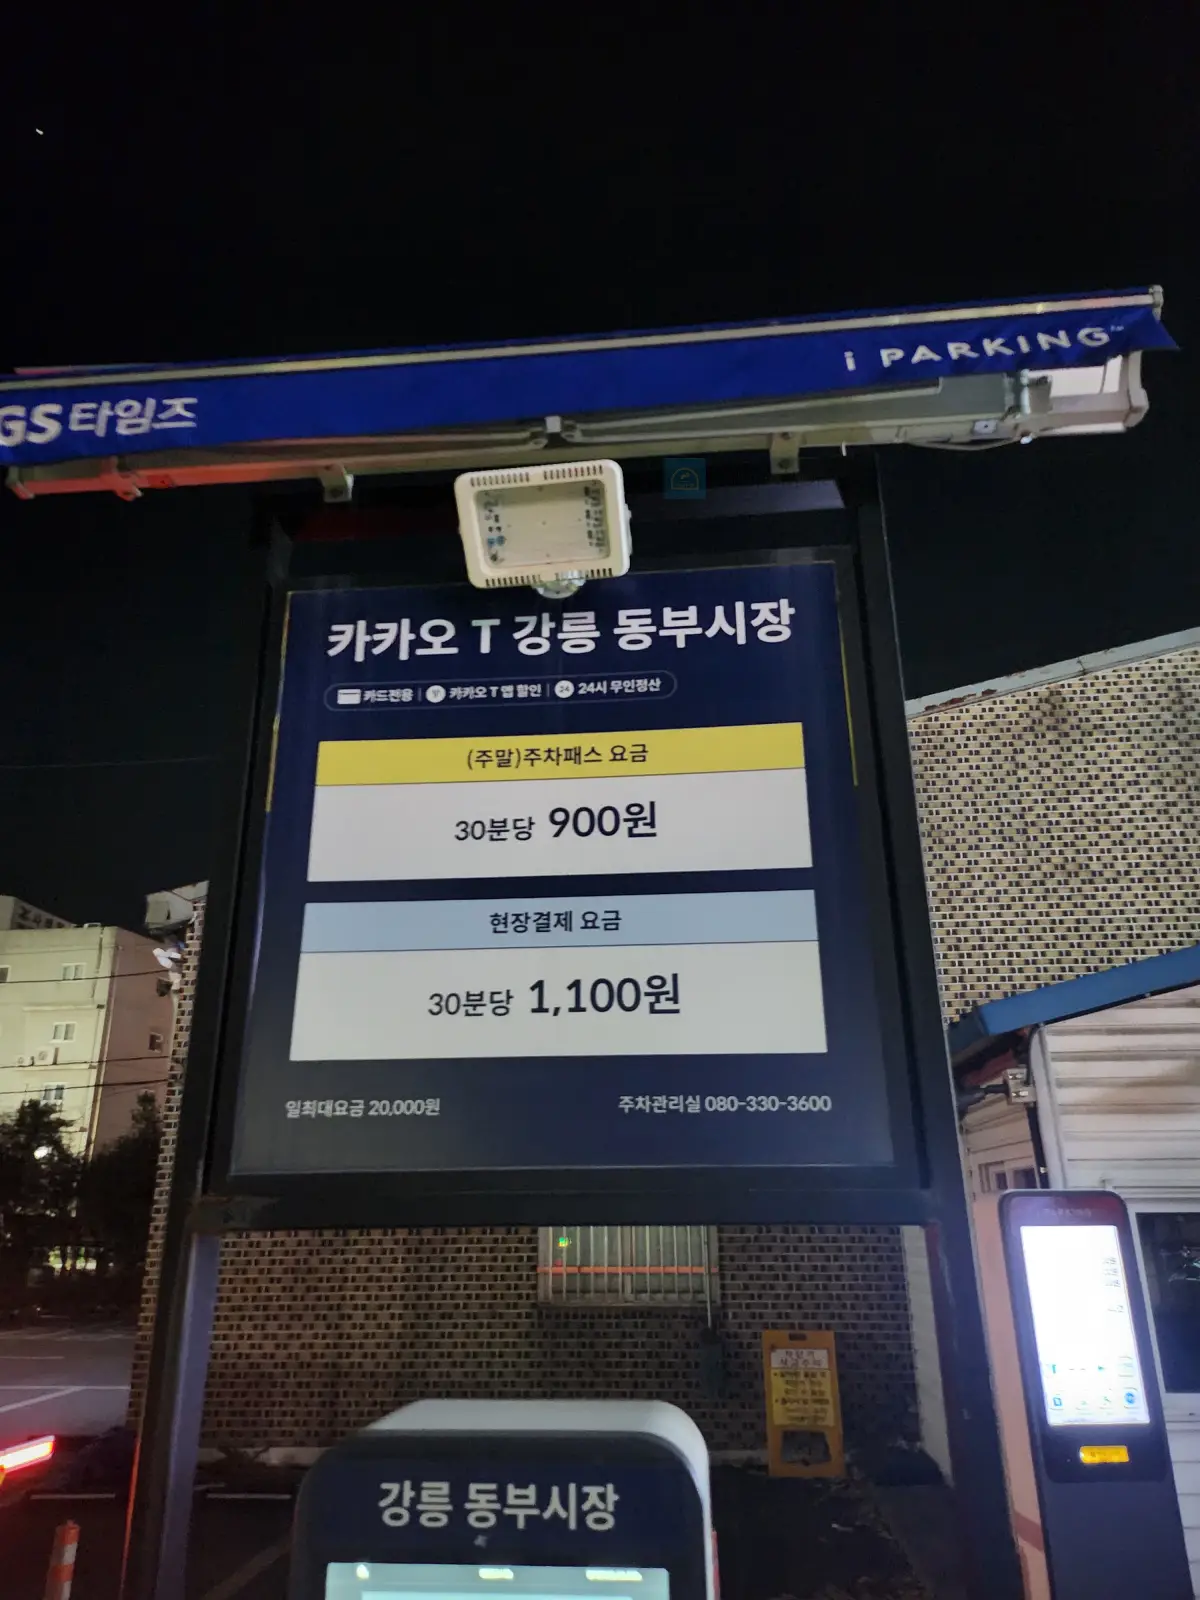 GS타임즈
i PARKING
카카오 T 강릉 동부시장
카드전용 | 카카오 T 앱 할인 | 24 24시 무인정산
(주말)주차패스 요금
30분당 900원
현장결제 요금
30분당 1,100원
일최대요금 20,000원
주차관리실 080-330-3600
강릉 동부시장